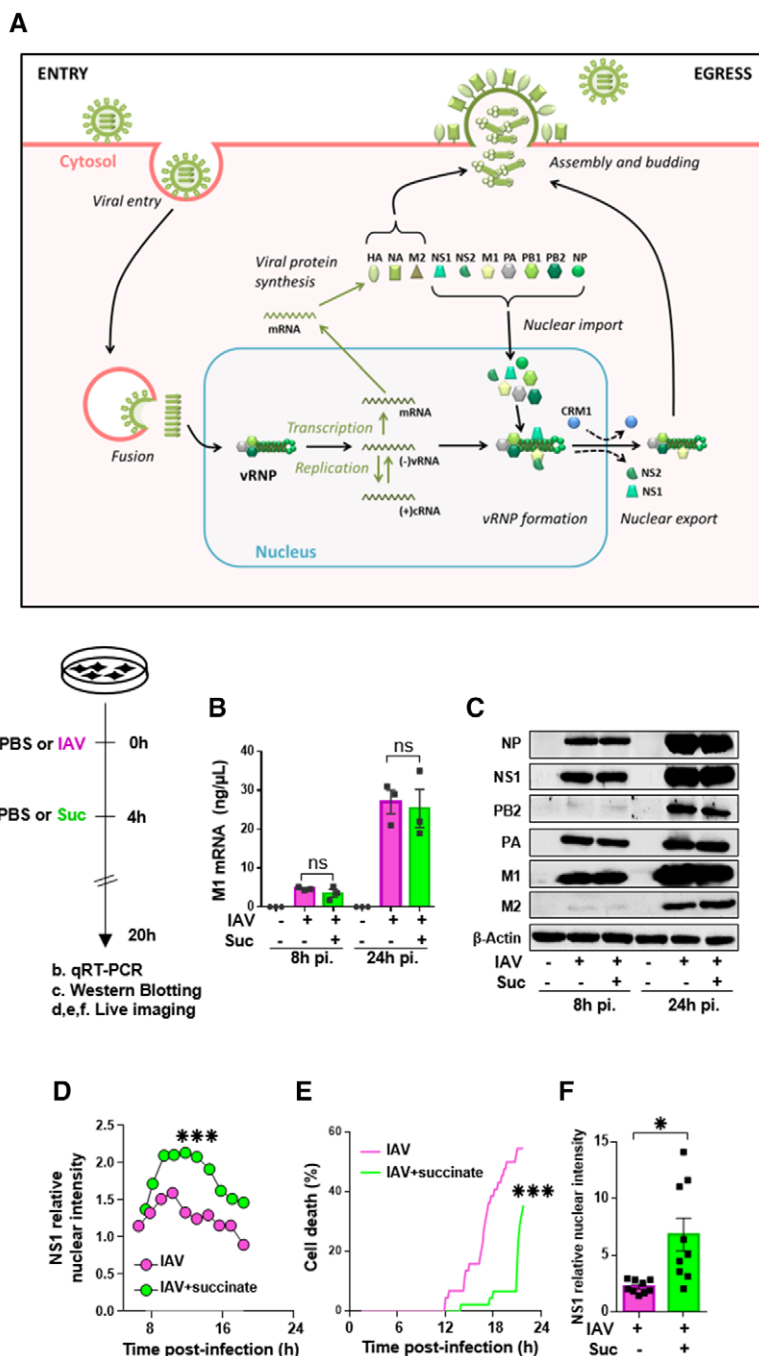 A
ENTRY
EGRESS
Cytosol
Viral entry
Assembly and budding
HA NA M2 NS1 NS2 M1 PA PB1 PB2 NP
Viral protein
synthesis
mRNA
Nuclear import
Fusion
Transcription
mRNA
CRM1
vRNP
Replication
(-)vRNA
NS2
NS1
(+)cRNA
vRNP formation
Nuclear export
Nucleus
PBS or IAV
0h
PBS or Suc
4h
20h
b. qRT-PCR
c. Western Blotting
d,e,f. Live imaging
B
M1 mRNA (ng/µL)
40
30
20
10
0
ns
ns
IAV - + + - + +
Suc - - + - - +
8h pi. 24h pi.
C
NP
NS1
PB2
PA
M1
M2
β-Actin
IAV - + + - + +
Suc - - + - - +
8h pi. 24h pi.
D
NS1 relative
nuclear intensity
2.5
2.0
1.5
1.0
0.5
0.0
IAV
IAV+succinate
8 16 24
Time post-infection (h)
E
Cell death (%)
60
40
20
0
IAV
IAV+succinate
0 6 12 18 24
Time post-infection (h)
F
NS1 relative nuclear intensity
15
10
5
0
IAV + +
Suc - +